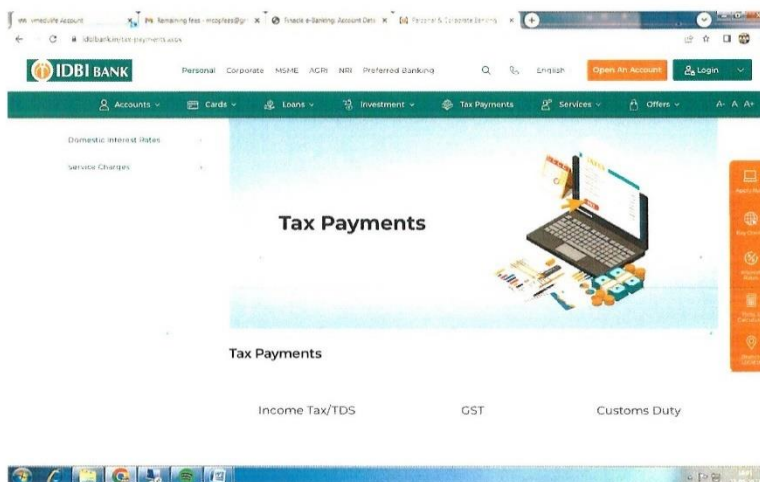 Remaining fees - mcopfees@gm
Finacle e-Banking: Account Deta
Personal & Corporate Banking
idbibank.in/tax-payments.aspx
IDBI BANK
Personal Corporate MSME AGRI NRI Preferred Banking English Open An Account Login
Accounts Cards Loans Investment Tax Payments Services Offers A- A A+
Domestic Interest Rates
Service Charges
Tax Payments
Tax Payments
Income Tax/TDS GST Customs Duty